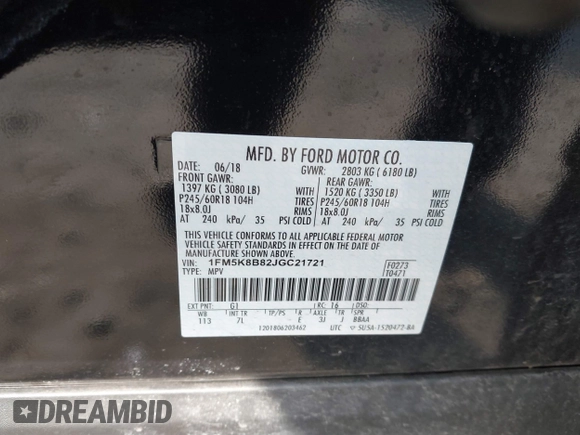 MFD. BY FORD MOTOR CO.
DATE: 06/18 GVWR: 2803 KG ( 6180 LB)
FRONT GAWR: REAR GAWR:
1397 KG ( 3080 LB) WITH 1520 KG ( 3350 LB) WITH
P245/60R18 104H TIRES P245/60R18 104H TIRES
18x8.0J RIMS 18x8.0J RIMS
AT 240 kPa/ 35 PSI COLD AT 240 kPa/ 35 PSI COLD
THIS VEHICLE CONFORMS TO ALL APPLICABLE FEDERAL MOTOR
VEHICLE SAFETY STANDARDS IN EFFECT ON THE DATE OF
MANUFACTURE SHOWN ABOVE.
VIN: 1FM5K8B82JGC21721 F0273
TYPE: MPV T0471
EXT PNT: G1 RC: 16 DSO:
WB INT TR R AXLE TR SPR
113 7L E 3J J BBAA
1201806203462 UTC
DREAMBID